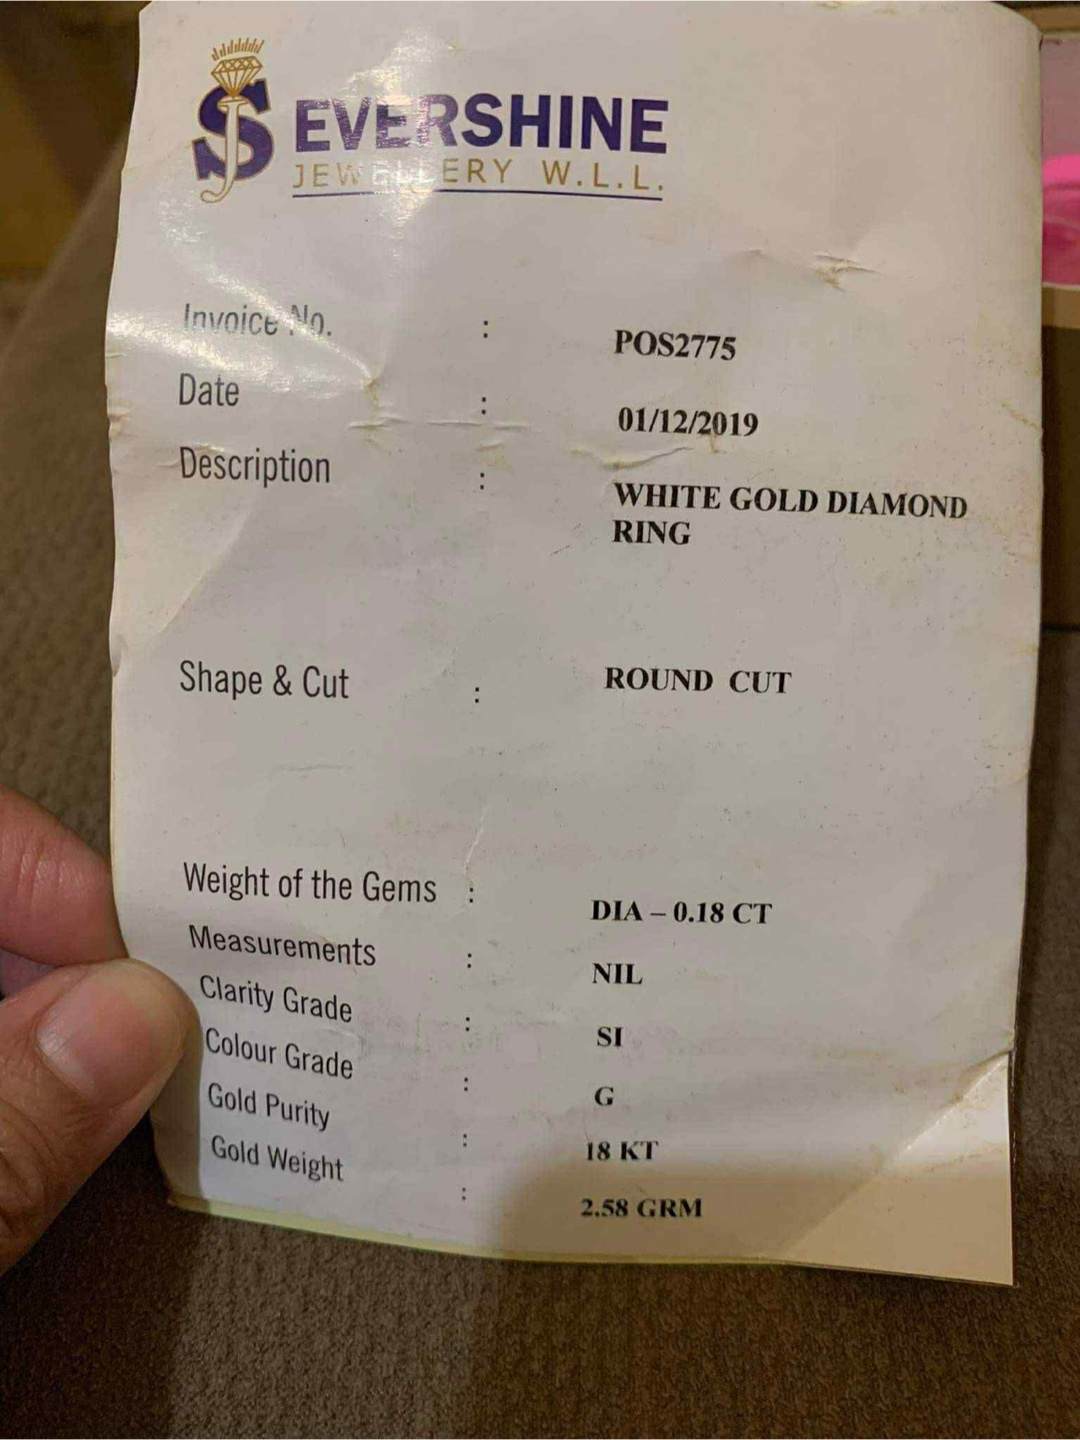 SJ EVERSHINE
JEWELLERY W.L.L.
Invoice No. : POS2775
Date : 01/12/2019
Description : WHITE GOLD DIAMOND
RING
Shape & Cut : ROUND CUT
Weight of the Gems : DIA – 0.18 CT
Measurements : NIL
Clarity Grade : SI
Colour Grade : G
Gold Purity : 18 KT
Gold Weight : 2.58 GRM